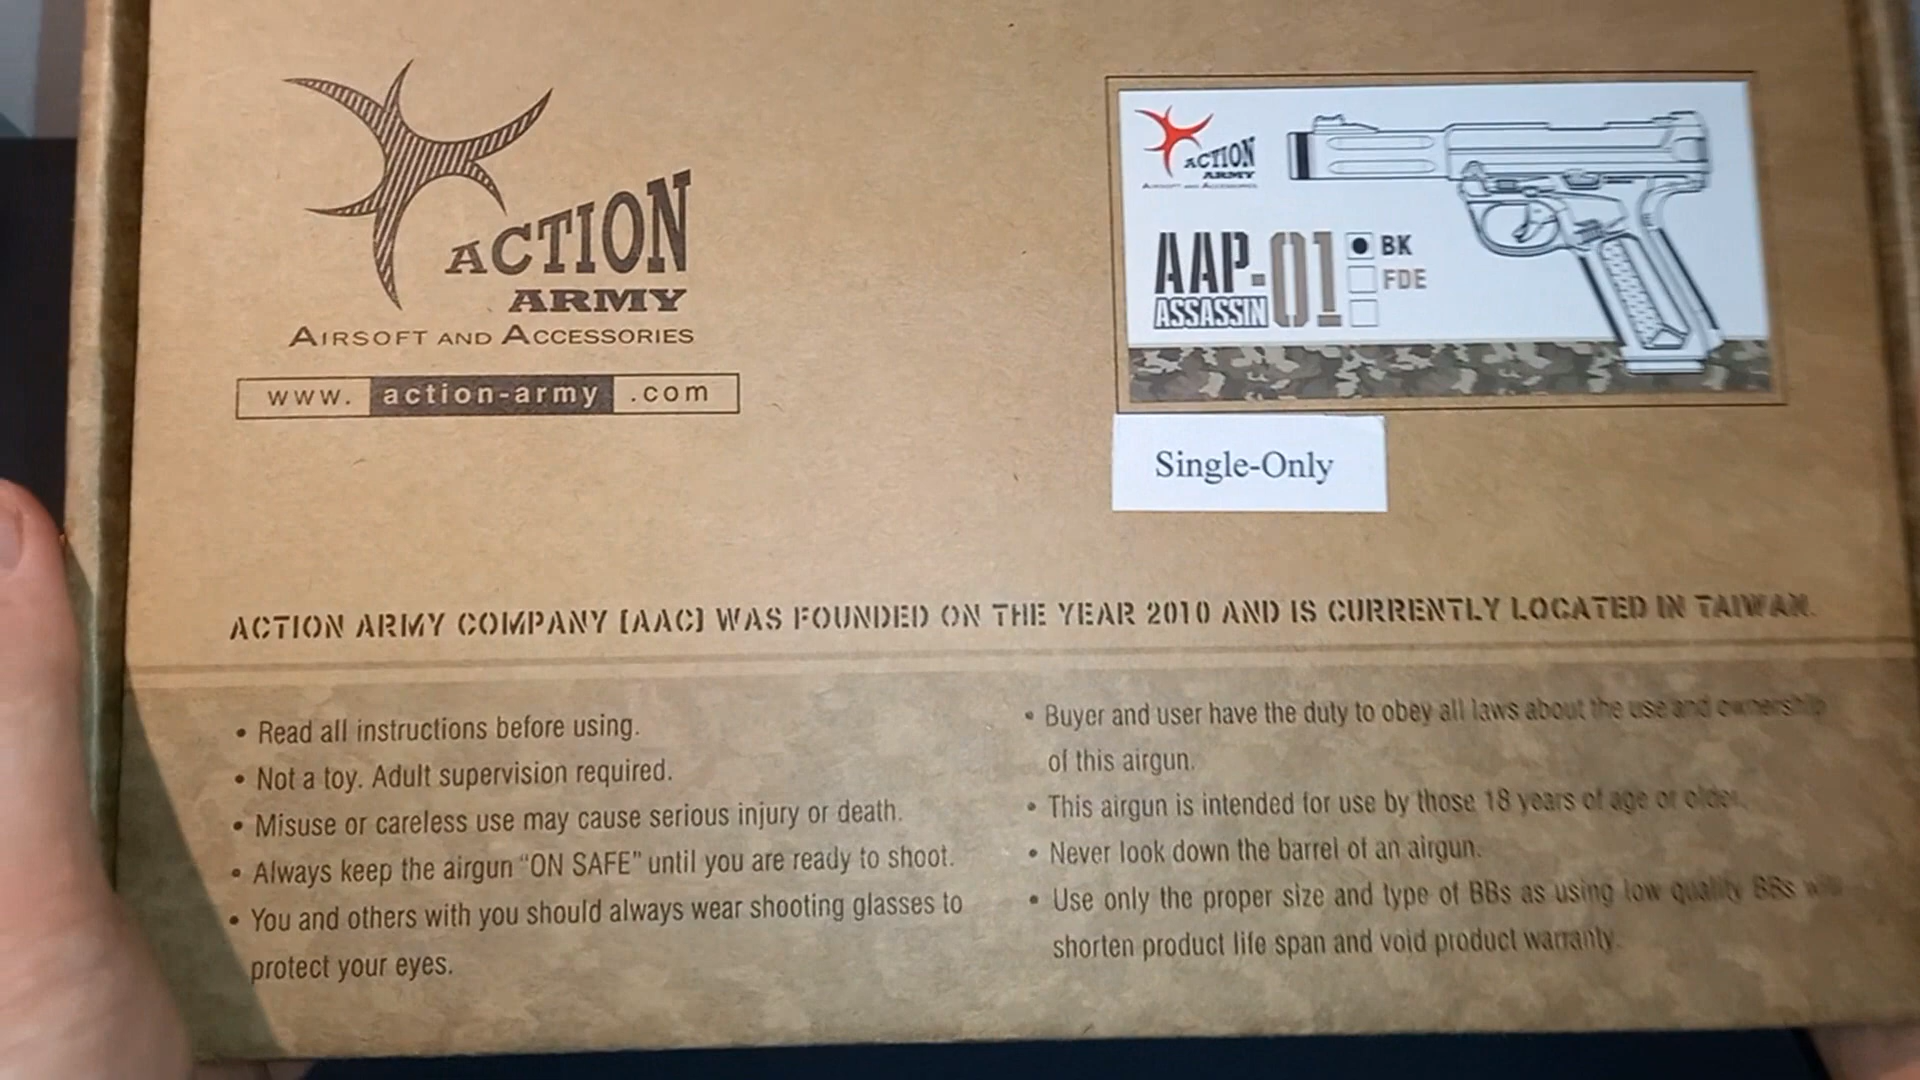 ACTION
ARMY
AIRSOFT AND ACCESSORIES
www. action-army .com
ACTION
ARMY
AIRSOFT AND ACCESSORIES
AAP-01
ASSASSIN
BK
FDE
Single-Only
ACTION ARMY COMPANY [AAC] WAS FOUNDED ON THE YEAR 2010 AND IS CURRENTLY LOCATED IN TAIWAN.
• Read all instructions before using.
• Not a toy. Adult supervision required.
• Misuse or careless use may cause serious injury or death.
• Always keep the airgun “ON SAFE” until you are ready to shoot.
• You and others with you should always wear shooting glasses to
protect your eyes.
• Buyer and user have the duty to obey all laws about the use and ownership
of this airgun.
• This airgun is intended for use by those 18 years of age or older.
• Never look down the barrel of an airgun.
• Use only the proper size and type of BBs as using low quality BBs will
shorten product life span and void product warranty.